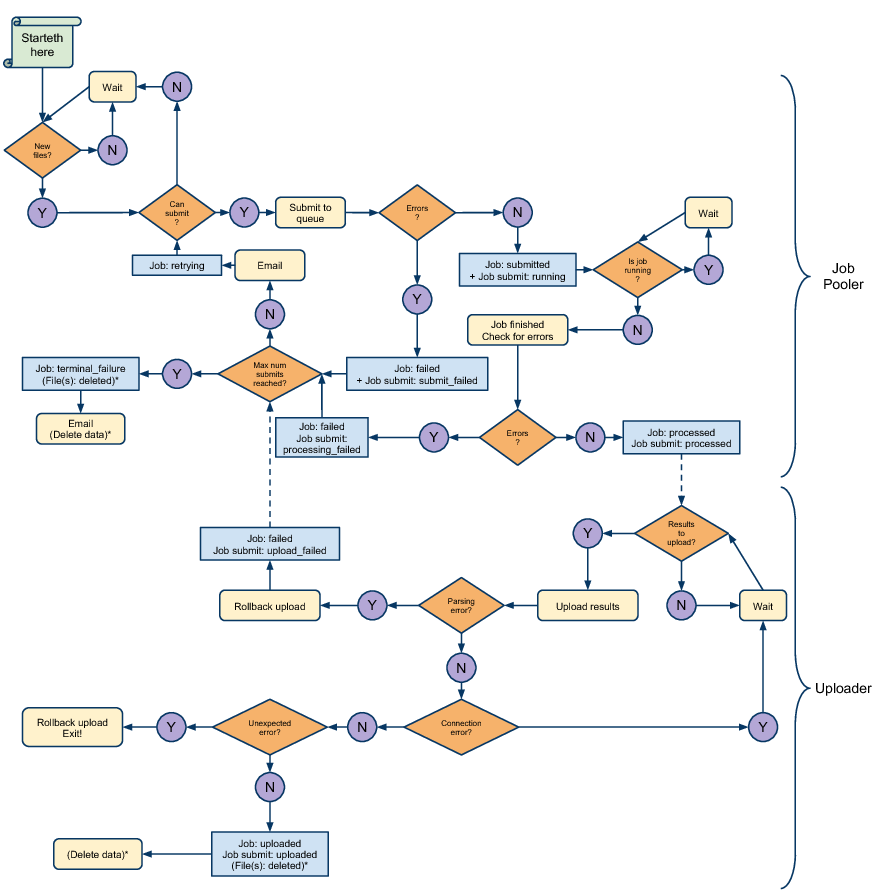 Starteth
here
Wait
N
New
files?
N
Y
Can
submit
?
Y
Submit to
queue
Errors
?
N
Wait
Job: retrying
Email
Job: submitted
+ Job submit: running
Is job
running
?
Y
Job
Pooler
N
Y
Job finished
Check for errors
N
Job: terminal_failure
(File(s): deleted)*
Y
Max num
submits
reached?
Job: failed
+ Job submit: submit_failed
Email
(Delete data)*
Job: failed
Job submit:
processing_failed
Y
Errors
?
N
Job: processed
Job submit: processed
Job: failed
Job submit: upload_failed
Y
Results
to
upload?
Rollback upload
Y
Parsing
error?
Upload results
N
Wait
N
Uploader
Rollback upload
Exit!
Y
Unexpected
error?
N
Connection
error?
Y
N
(Delete data)*
Job: uploaded
Job submit: uploaded
(File(s): deleted)*